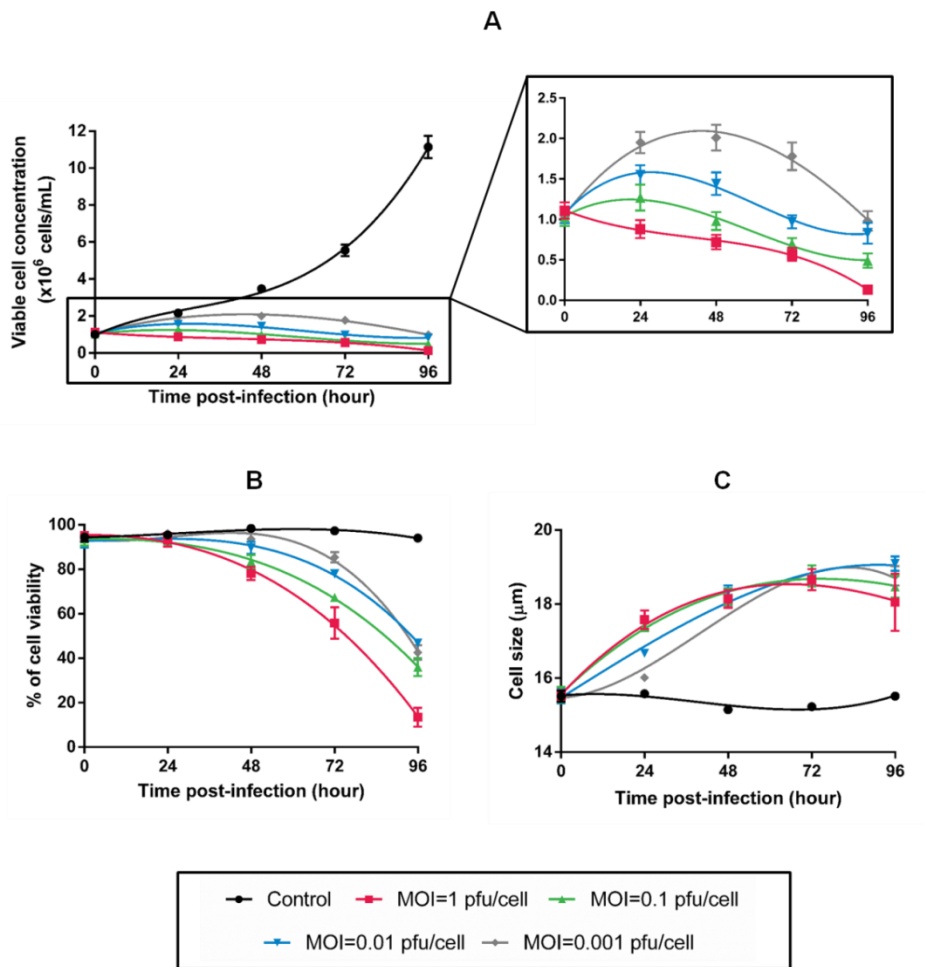 A
Viable cell concentration
(x10⁶ cells/mL)
12
10
8
6
4
2
0
0 24 48 72 96
Time post-infection (hour)
2.5
2.0
1.5
1.0
0.5
0.0
0 24 48 72 96
B
% of cell viability
100
80
60
40
20
0
0 24 48 72 96
Time post-infection (hour)
C
Cell size (µm)
20
18
16
14
0 24 48 72 96
Time post-infection (hour)
Control MOI=1 pfu/cell MOI=0.1 pfu/cell
MOI=0.01 pfu/cell MOI=0.001 pfu/cell